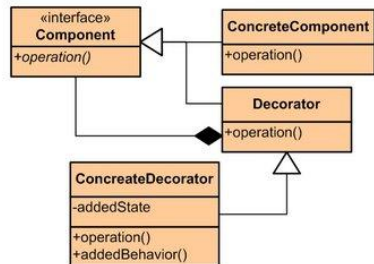 «interface»
Component
+operation()
ConcreteComponent
+operation()
Decorator
+operation()
ConcreateDecorator
-addedState
+operation()
+addedBehavior()